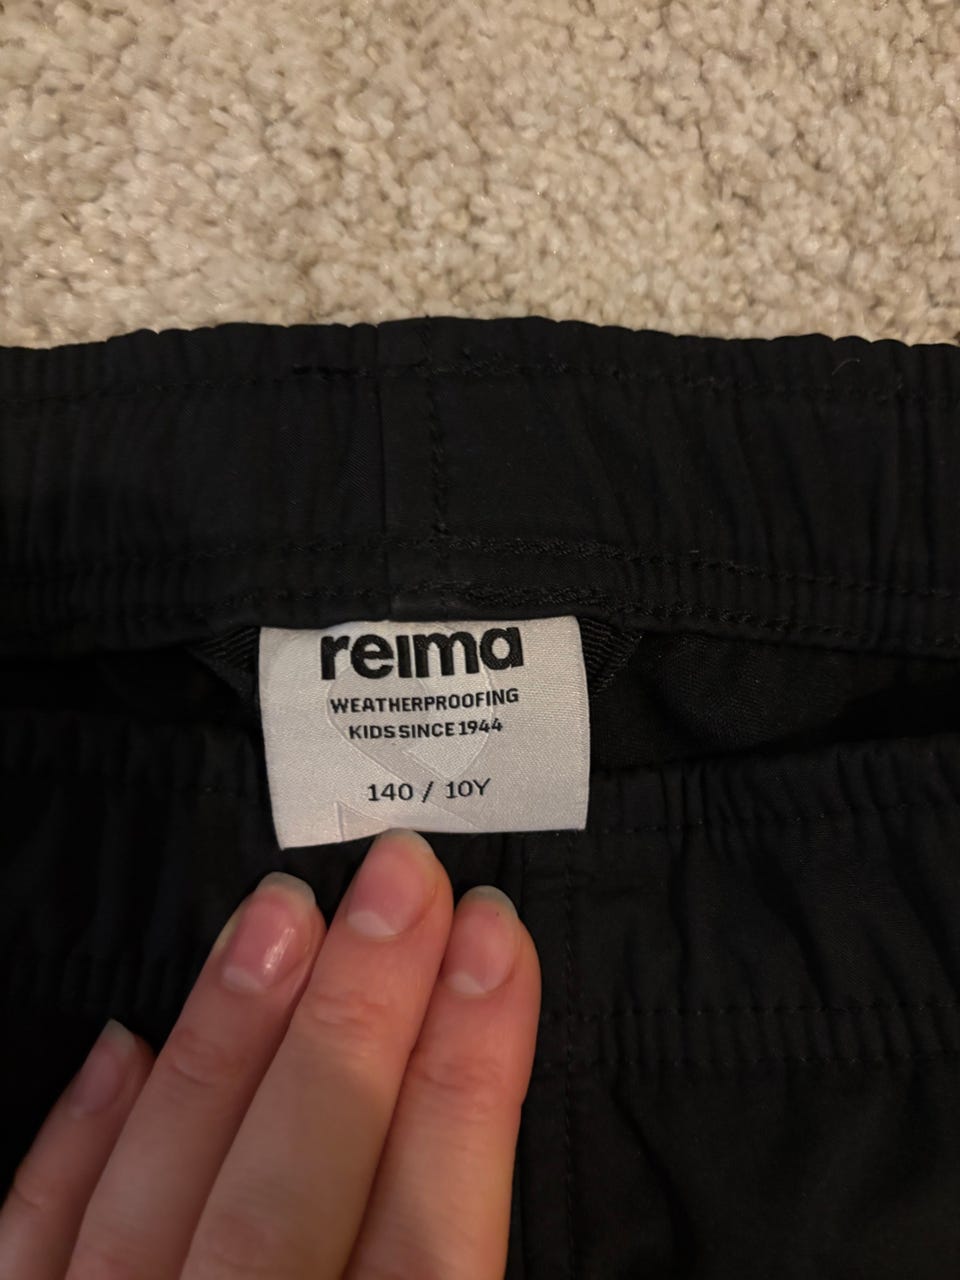 reima
WEATHERPROOFING
KIDS SINCE 1944
140 / 10Y